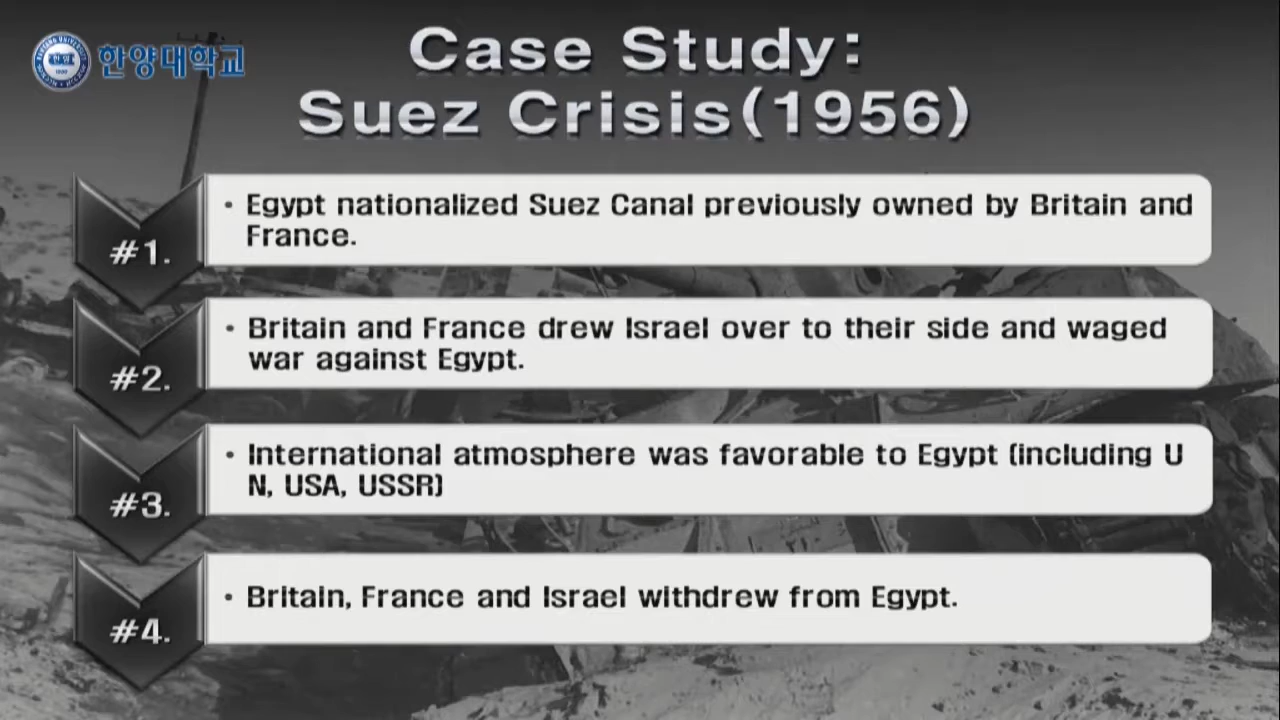 한양대학교
Case Study:
Suez Crisis(1956)
#1.
• Egypt nationalized Suez Canal previously owned by Britain and
France.
#2.
• Britain and France drew Israel over to their side and waged
war against Egypt.
#3.
• International atmosphere was favorable to Egypt (including U
N, USA, USSR)
#4.
• Britain, France and Israel withdrew from Egypt.